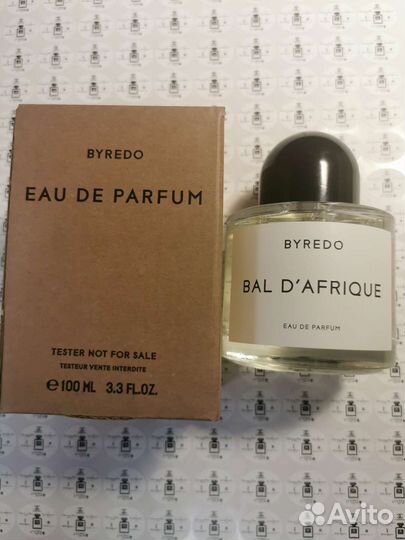 BYREDO
EAU DE PARFUM
TESTER NOT FOR SALE
TESTEUR VENTE INTERDITE
℮100 ML 3.3 FL.OZ.
BYREDO
BAL D'AFRIQUE
EAU DE PARFUM
Avito